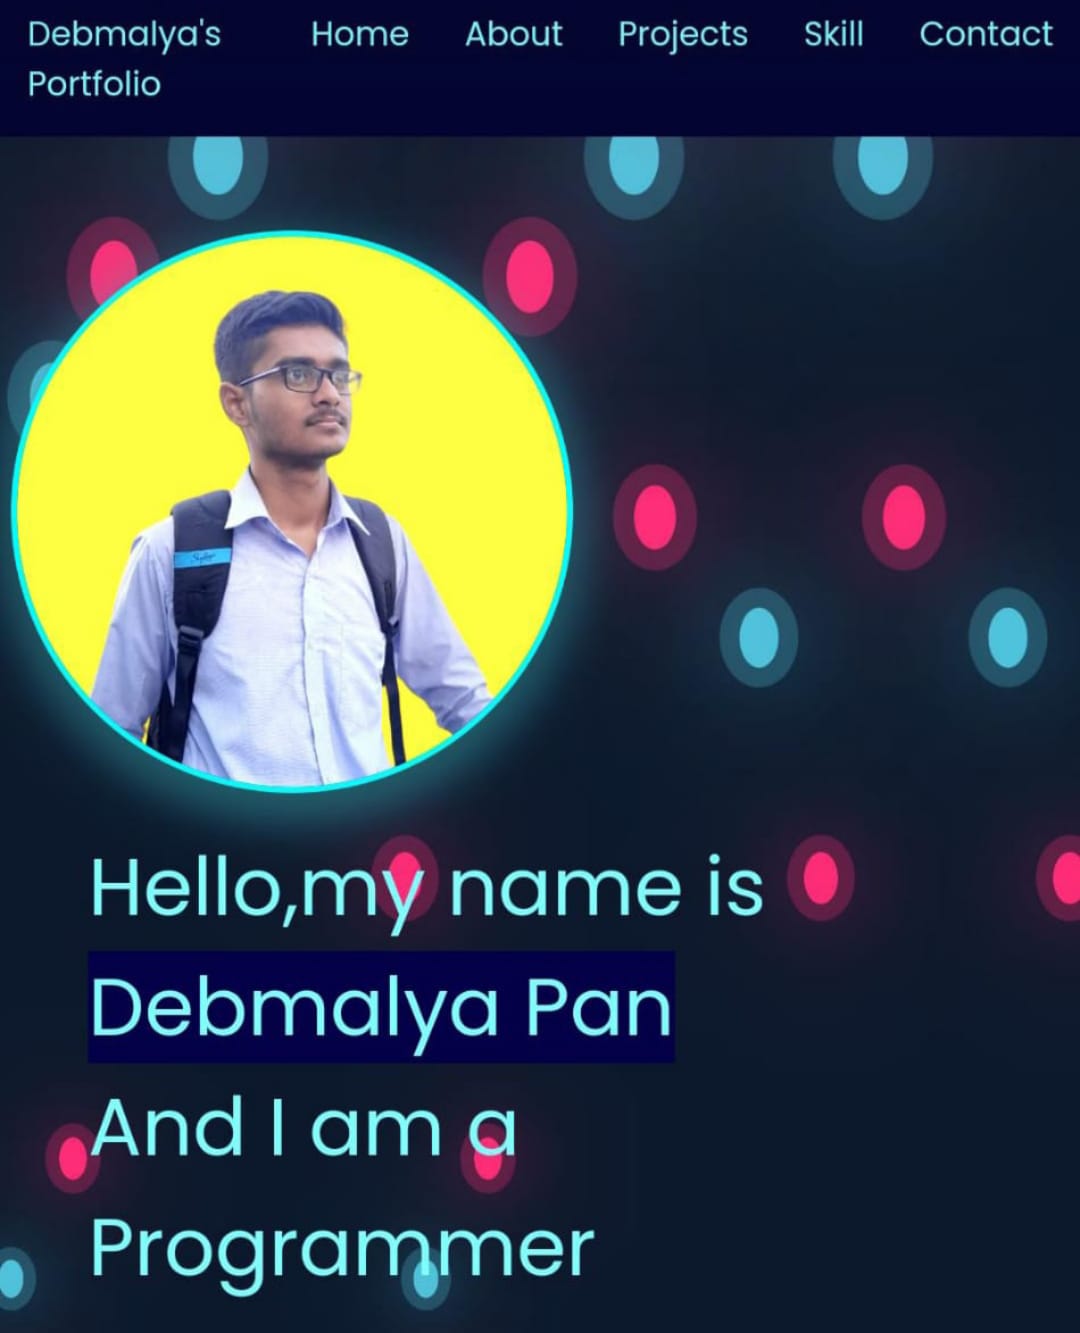 Debmalya's Home About Projects Skill Contact
Portfolio
Hello,my name is
Debmalya Pan
And I am a
Programmer